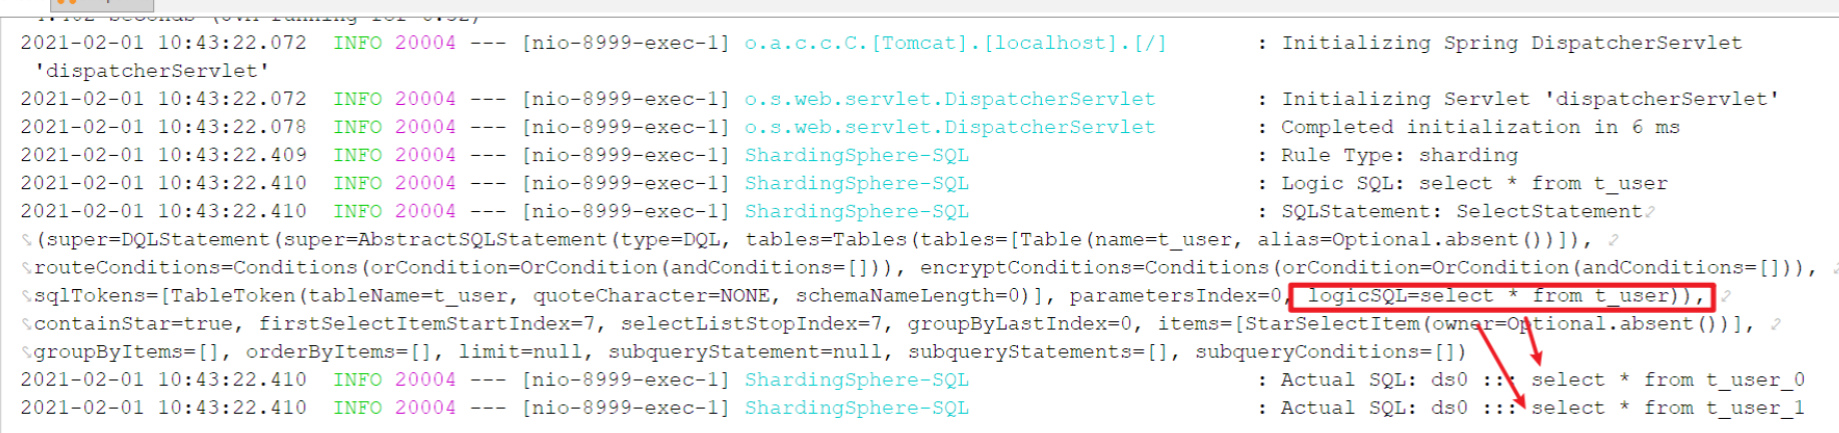 2021-02-01 10:43:22.072  INFO 20004 --- [nio-8999-exec-1] o.a.c.c.C.[Tomcat].[localhost].[/]       : Initializing Spring DispatcherServlet
'dispatcherServlet'
2021-02-01 10:43:22.072  INFO 20004 --- [nio-8999-exec-1] o.s.web.servlet.DispatcherServlet        : Initializing Servlet 'dispatcherServlet'
2021-02-01 10:43:22.078  INFO 20004 --- [nio-8999-exec-1] o.s.web.servlet.DispatcherServlet        : Completed initialization in 6 ms
2021-02-01 10:43:22.409  INFO 20004 --- [nio-8999-exec-1] ShardingSphere-SQL                       : Rule Type: sharding
2021-02-01 10:43:22.410  INFO 20004 --- [nio-8999-exec-1] ShardingSphere-SQL                       : Logic SQL: select * from t_user
2021-02-01 10:43:22.410  INFO 20004 --- [nio-8999-exec-1] ShardingSphere-SQL                       : SQLStatement: SelectStatement
(super=DQLStatement(super=AbstractSQLStatement(type=DQL, tables=Tables(tables=[Table(name=t_user, alias=Optional.absent())]),
routeConditions=Conditions(orCondition=OrCondition(andConditions=[])), encryptConditions=Conditions(orCondition=OrCondition(andConditions=[])),
sqlTokens=[TableToken(tableName=t_user, quoteCharacter=NONE, schemaNameLength=0)], parametersIndex=0, logicSQL=select * from t_user)),
containStar=true, firstSelectItemStartIndex=7, selectListStopIndex=7, groupByLastIndex=0, items=[StarSelectItem(owner=Optional.absent())],
groupByItems=[], orderByItems=[], limit=null, subqueryStatement=null, subqueryStatements=[], subqueryConditions=[])
2021-02-01 10:43:22.410  INFO 20004 --- [nio-8999-exec-1] ShardingSphere-SQL                       : Actual SQL: ds0 ::: select * from t_user_0
2021-02-01 10:43:22.410  INFO 20004 --- [nio-8999-exec-1] ShardingSphere-SQL                       : Actual SQL: ds0 ::: select * from t_user_1